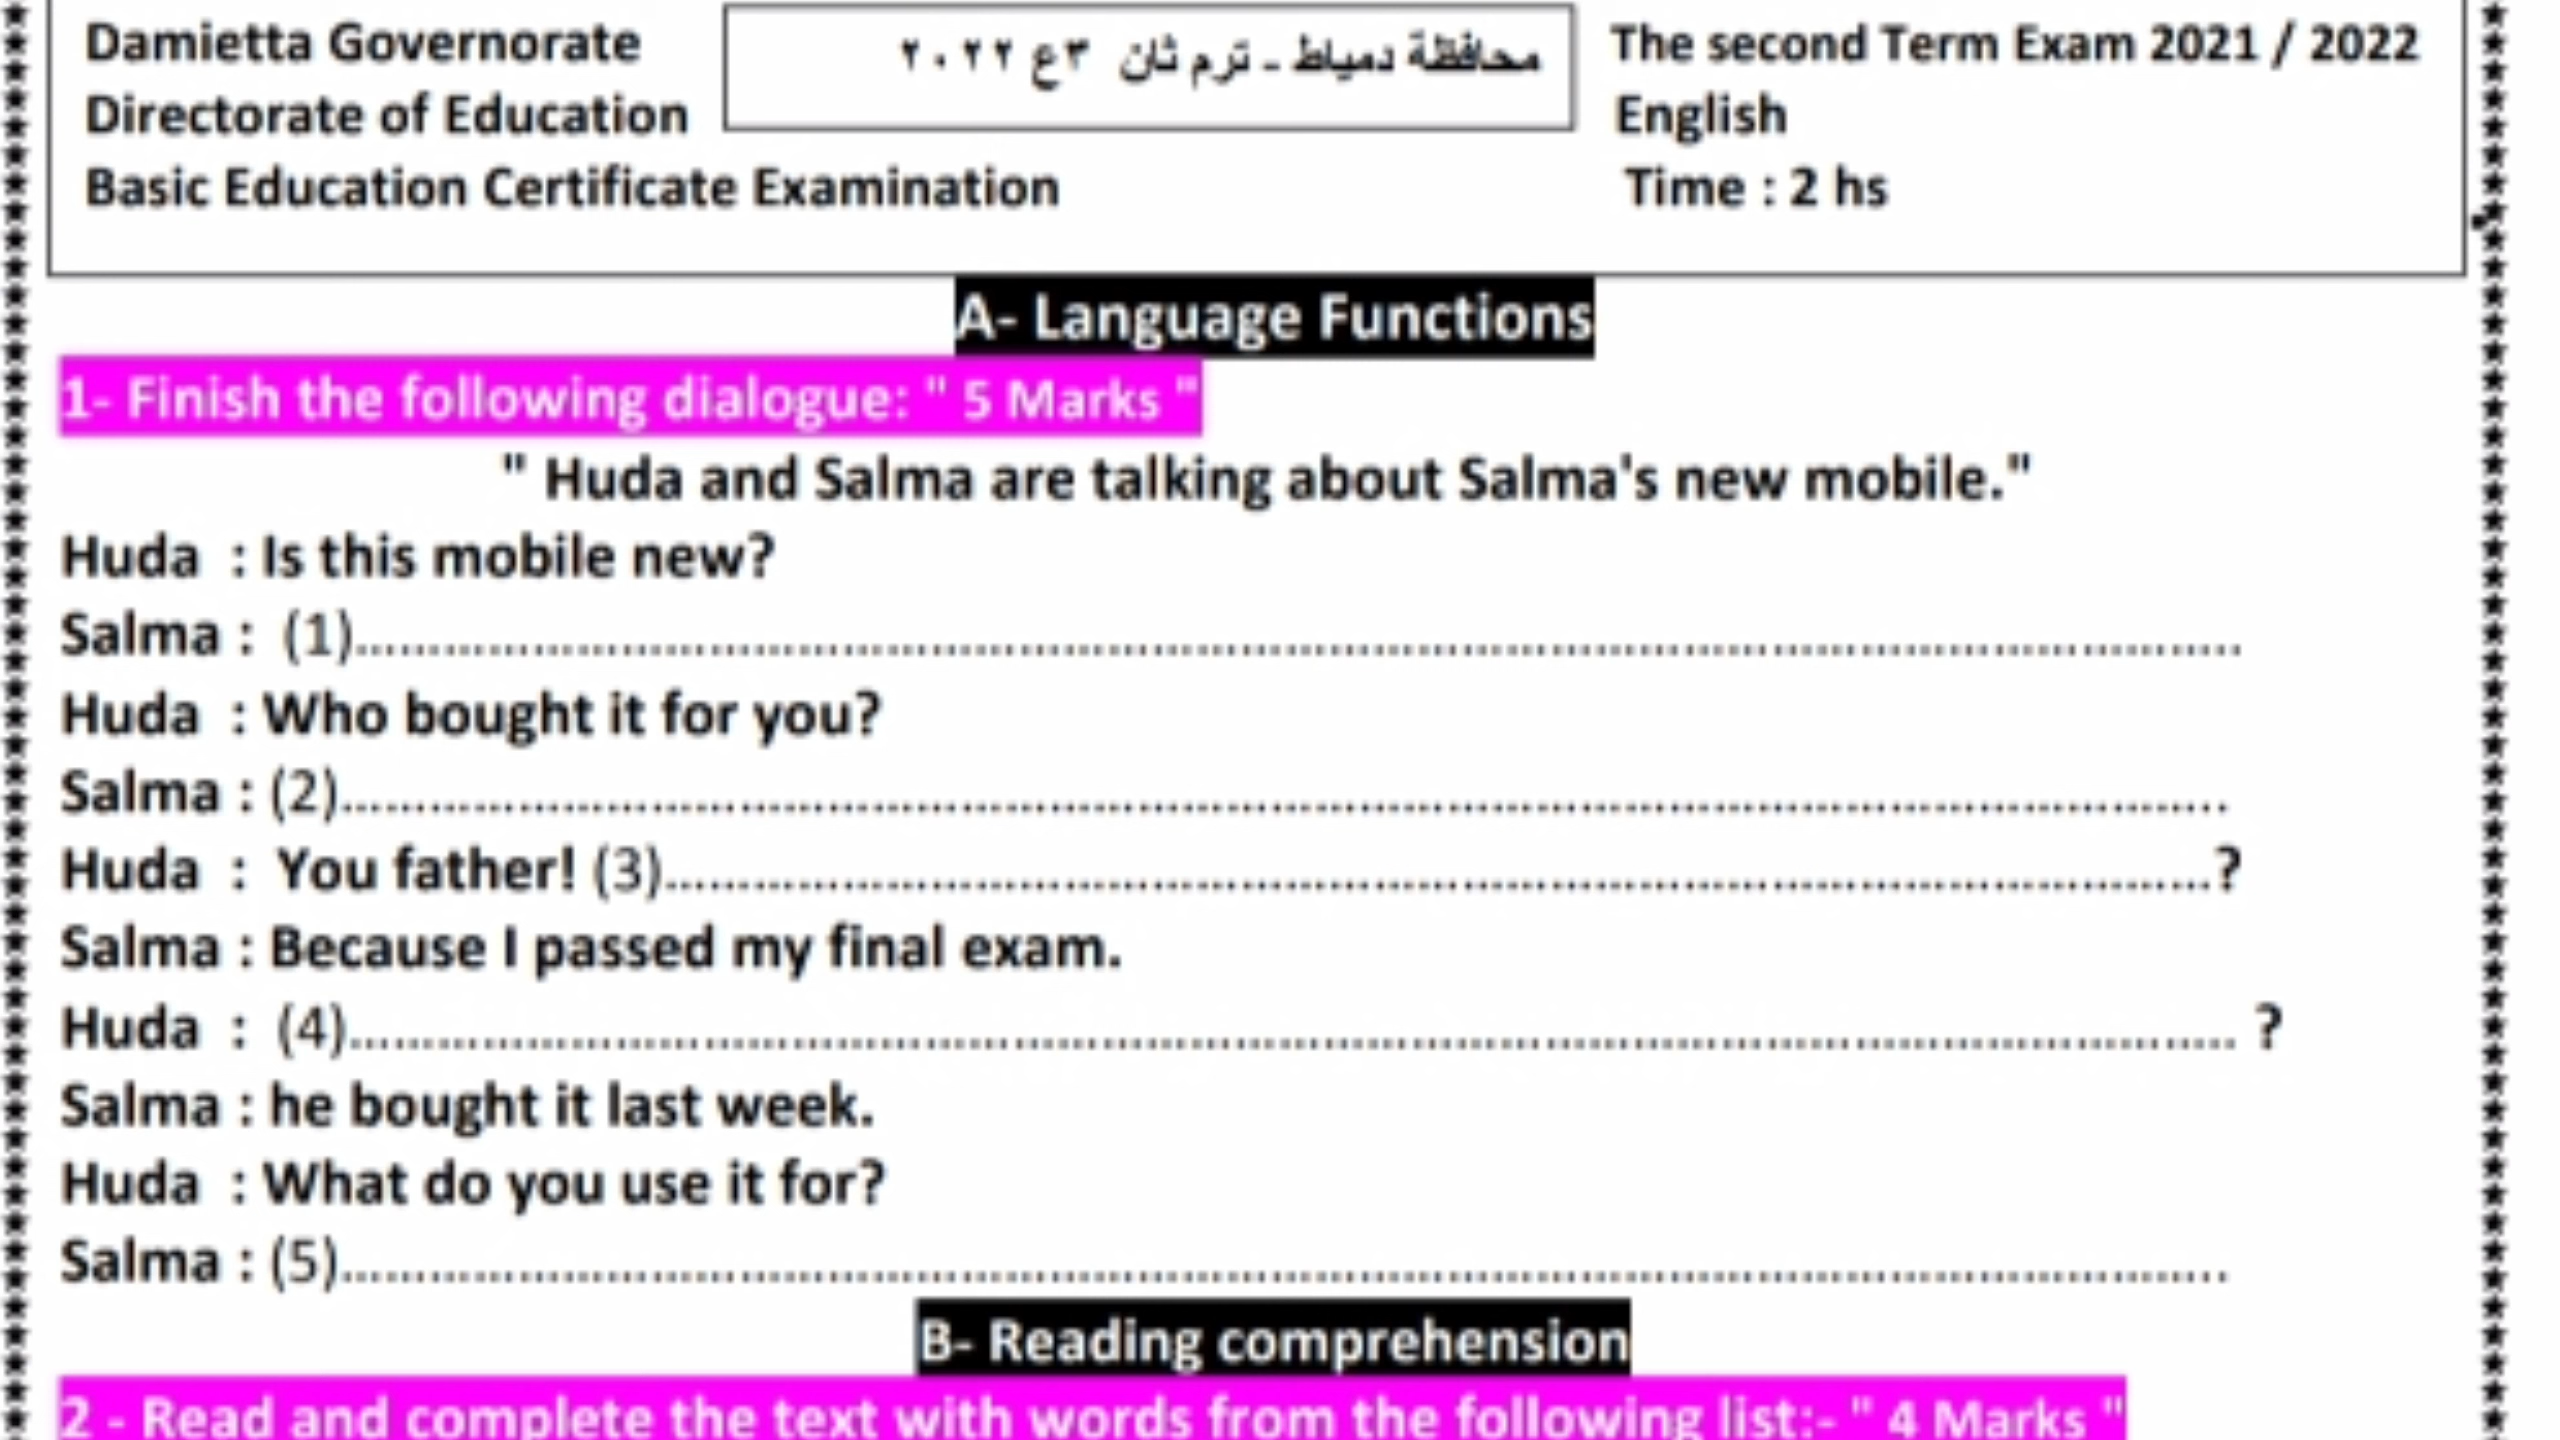 Damietta Governorate
محافظة دمياط - ترم ثان ٣ع ٢٠٢٢
The second Term Exam 2021 / 2022
Directorate of Education
English
Basic Education Certificate Examination
Time : 2 hs
A- Language Functions
1- Finish the following dialogue: " 5 Marks "
" Huda and Salma are talking about Salma's new mobile."
Huda : Is this mobile new?
Salma : (1)........................................................
Huda : Who bought it for you?
Salma : (2)........................................................
Huda : You father! (3)........................................................?
Salma : Because I passed my final exam.
Huda : (4)........................................................ ?
Salma : he bought it last week.
Huda : What do you use it for?
Salma : (5)........................................................
B- Reading comprehension
2 - Read and complete the text with words from the following list:- " 4 Marks "